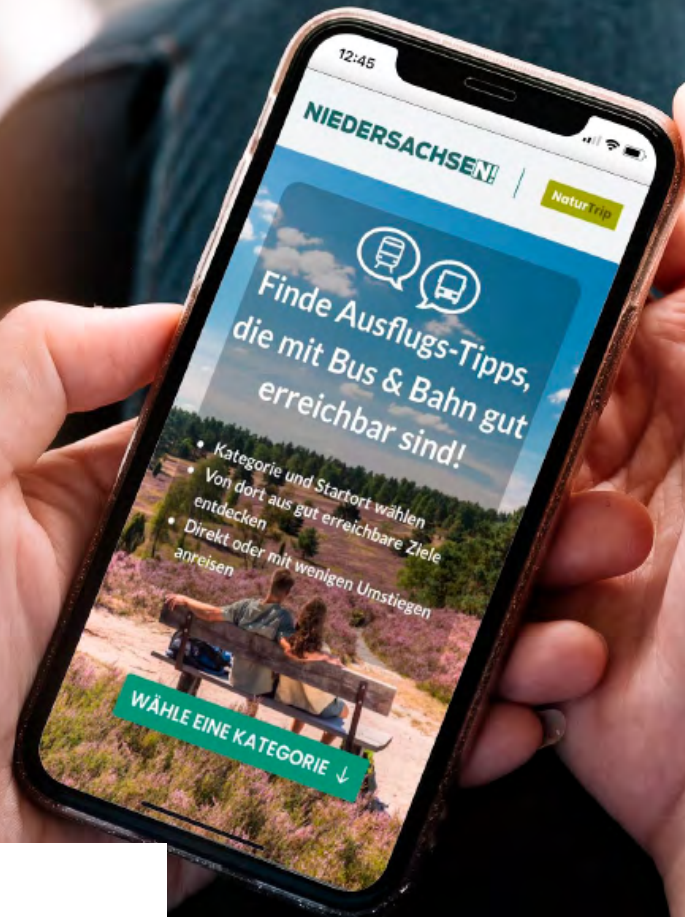 12:45
NIEDERSACHSEN!
NaturTrip
Finde Ausflugs-Tipps,
die mit Bus & Bahn gut
erreichbar sind!
• Kategorie und Startort wählen
• Von dort aus gut erreichbare Ziele
entdecken
• Direkt oder mit wenigen Umstiegen
anreisen
WÄHLE EINE KATEGORIE ↓